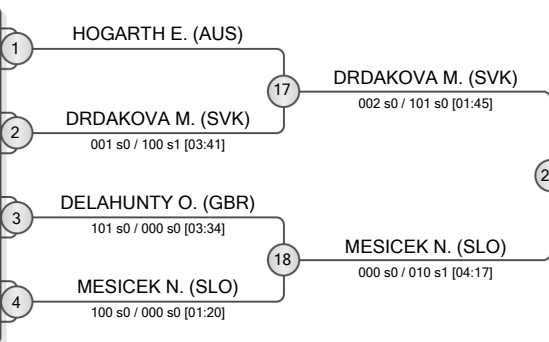 HOGARTH E. (AUS)
1
17
DRDAKOVA M. (SVK)
002 s0 / 101 s0 [01:45]
DRDAKOVA M. (SVK)
2
001 s0 / 100 s1 [03:41]
2
DELAHUNTY O. (GBR)
3
101 s0 / 000 s0 [03:34]
18
MESICEK N. (SLO)
000 s0 / 010 s1 [04:17]
MESICEK N. (SLO)
4
100 s0 / 000 s0 [01:20]